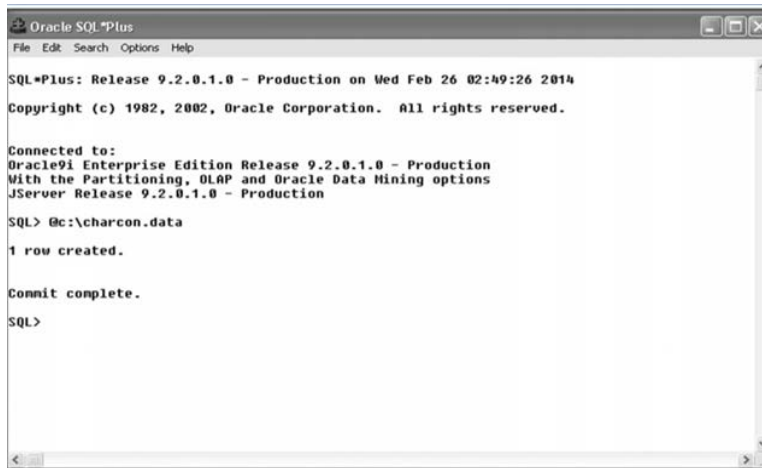 Oracle SQL*Plus
File Edit Search Options Help
SQL*Plus: Release 9.2.0.1.0 - Production on Wed Feb 26 02:49:26 2014
Copyright (c) 1982, 2002, Oracle Corporation. All rights reserved.
Connected to:
Oracle9i Enterprise Edition Release 9.2.0.1.0 - Production
With the Partitioning, OLAP and Oracle Data Mining options
JServer Release 9.2.0.1.0 - Production
SQL> @c:\charcon.data
1 row created.
Commit complete.
SQL>